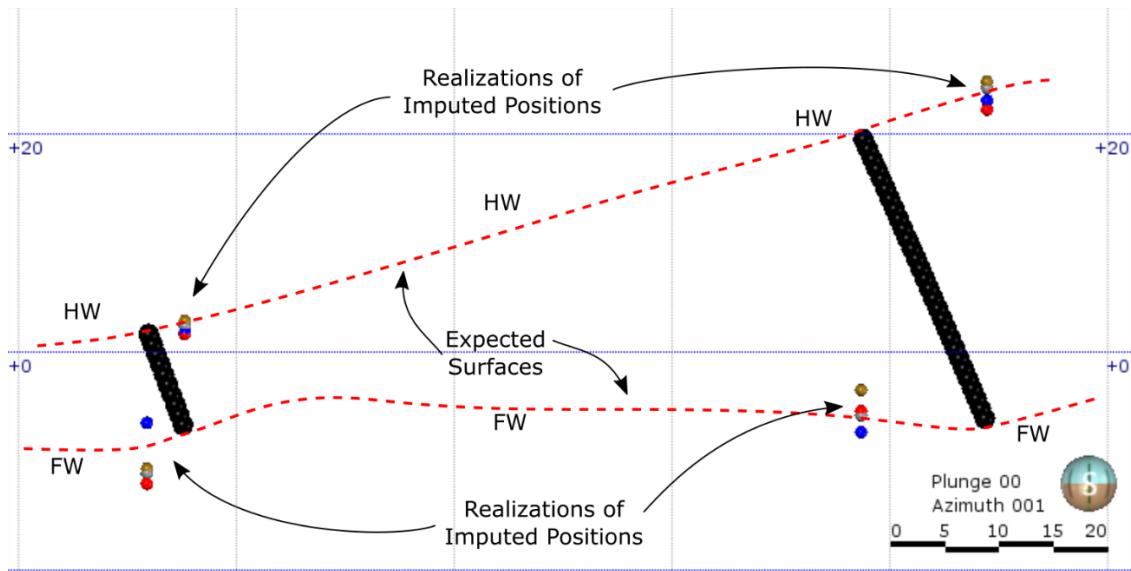 Realizations of
Imputed Positions
HW
+20
+20
HW
HW
Expected
Surfaces
+0
+0
FW
FW
FW
Realizations of
Imputed Positions
Plunge 00
Azimuth 001
S
0 5 10 15 20